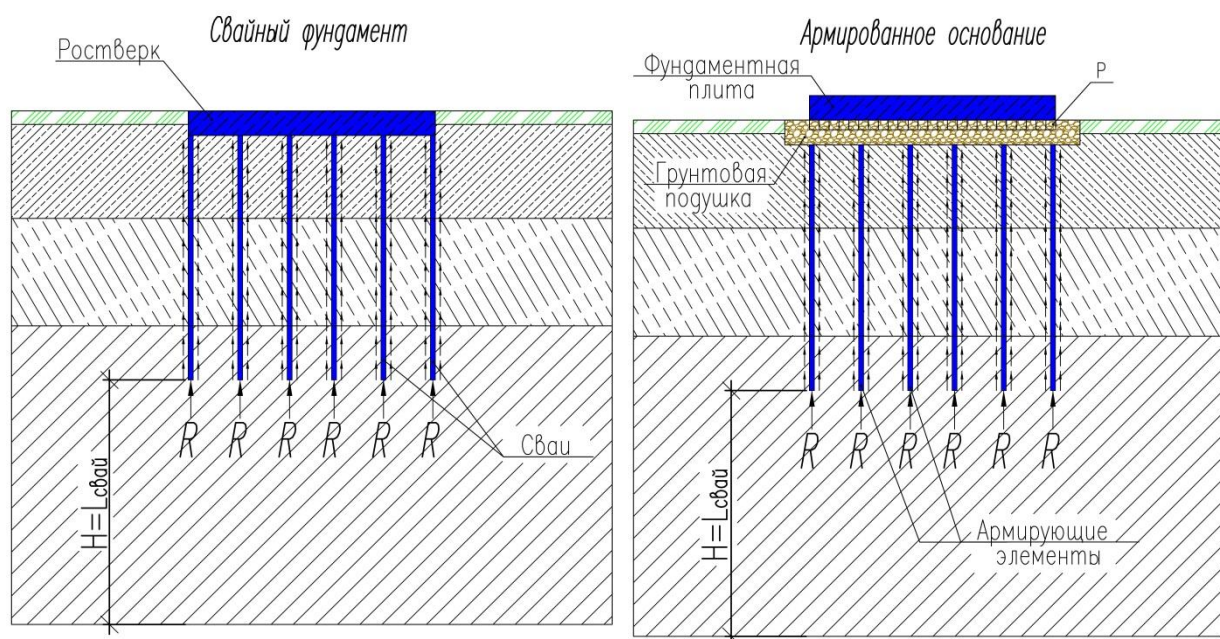 Свайный фундамент
Ростверк
R R R R R R
Сваи
H=Lсвай
Армированное основание
Фундаментная
плита
P
Грунтовая
подушка
R R R R R R
Армирующие
элементы
H=Lсвай